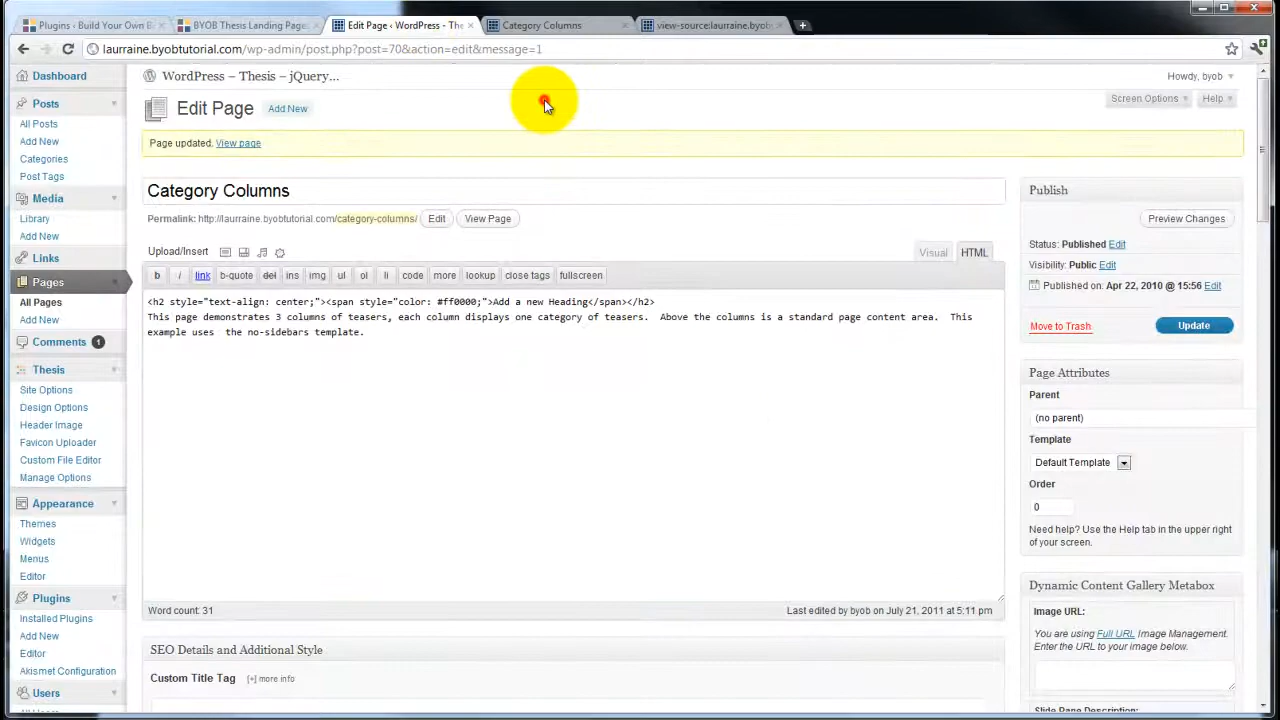 Plugins ‹ Build Your Own B
BYOB Thesis Landing Page
Edit Page ‹ WordPress - The
Category Columns
view-source:laurraine.byob
laurraine.byobtutorial.com/wp-admin/post.php?post=70&action=edit&message=1
WordPress – Thesis – jQuery...
Howdy, byob
Edit Page
Add New
Screen Options
Help
Page updated. View page
Category Columns
Permalink: http://laurraine.byobtutorial.com/category-columns/
Edit
View Page
Upload/Insert
Visual
HTML
b
i
link
b-quote
del
ins
img
ul
ol
li
code
more
lookup
close tags
fullscreen
<h2 style="text-align: center;"><span style="color: #ff0000;">Add a new Heading</span></h2>
This page demonstrates 3 columns of teasers, each column displays one category of teasers.  Above the columns is a standard page content area.  This
example uses  the no-sidebars template.
Word count: 31
Last edited by byob on July 21, 2011 at 5:11 pm
SEO Details and Additional Style
Custom Title Tag
[+] more info
Dashboard
Posts
All Posts
Add New
Categories
Post Tags
Media
Library
Add New
Links
Pages
All Pages
Add New
Comments 1
Thesis
Site Options
Design Options
Header Image
Favicon Uploader
Custom File Editor
Manage Options
Appearance
Themes
Widgets
Menus
Editor
Plugins
Installed Plugins
Add New
Editor
Akismet Configuration
Users
Publish
Preview Changes
Status: Published Edit
Visibility: Public Edit
Published on: Apr 22, 2010 @ 15:56 Edit
Move to Trash
Update
Page Attributes
Parent
(no parent)
Template
Default Template
Order
0
Need help? Use the Help tab in the upper right
of your screen.
Dynamic Content Gallery Metabox
Image URL:
You are using Full URL Image Management.
Enter the URL to your image below.
Slide Pane Description: